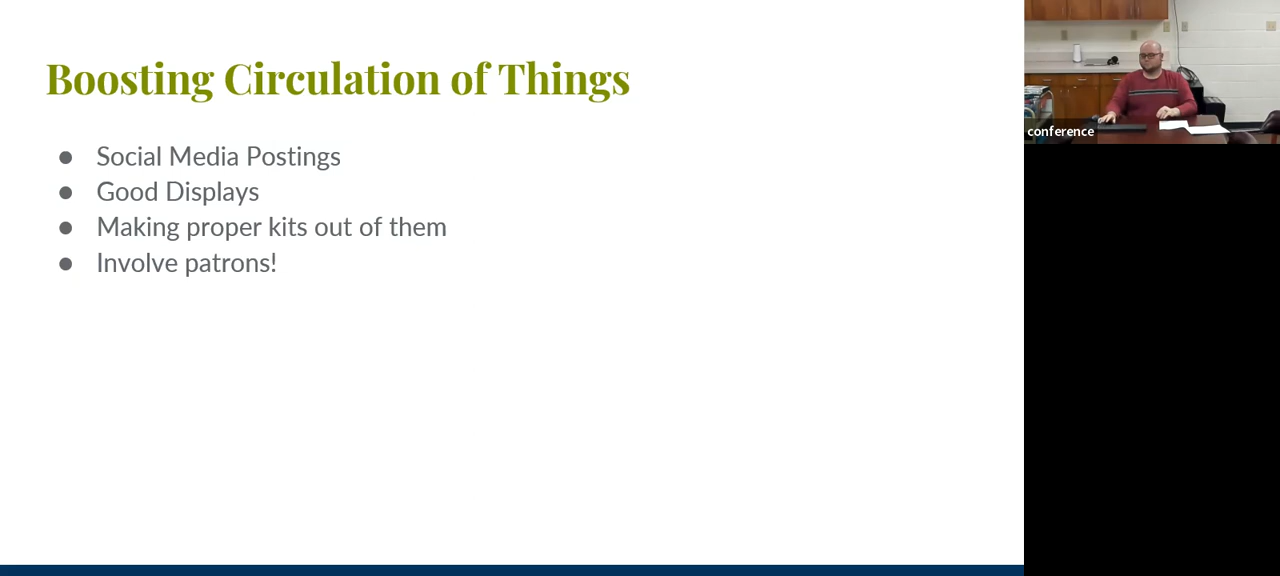 Boosting Circulation of Things
● Social Media Postings
● Good Displays
● Making proper kits out of them
● Involve patrons!
conference